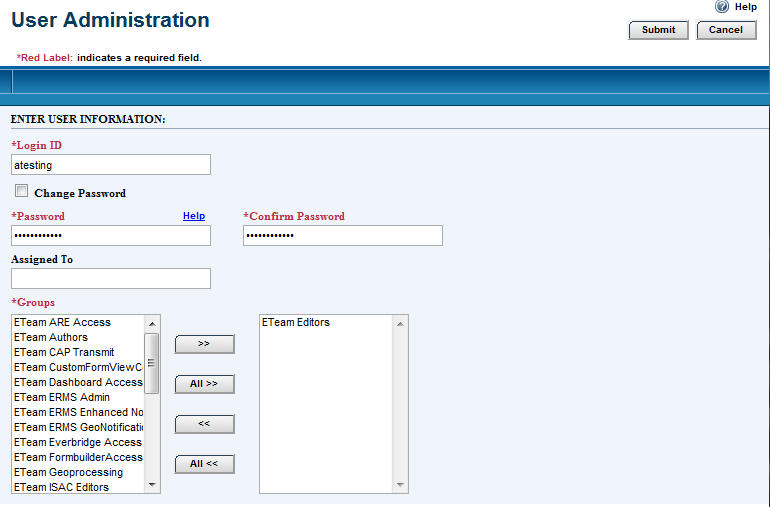 Help
User Administration
Submit Cancel
*Red Label: indicates a required field.
ENTER USER INFORMATION:
*Login ID
atesting
Change Password
*Password Help *Confirm Password
•••••••••••• ••••••••••••
Assigned To
*Groups
ETeam ARE Access
ETeam Authors
ETeam CAP Transmit
ETeam CustomFormViewC
ETeam Dashboard Access
ETeam ERMS Admin
ETeam ERMS Enhanced No
ETeam ERMS GeoNotificati
ETeam Everbridge Access
ETeam FormbuilderAccess
ETeam Geoprocessing
ETeam ISAC Editors
>>
All >>
<<
All <<
ETeam Editors